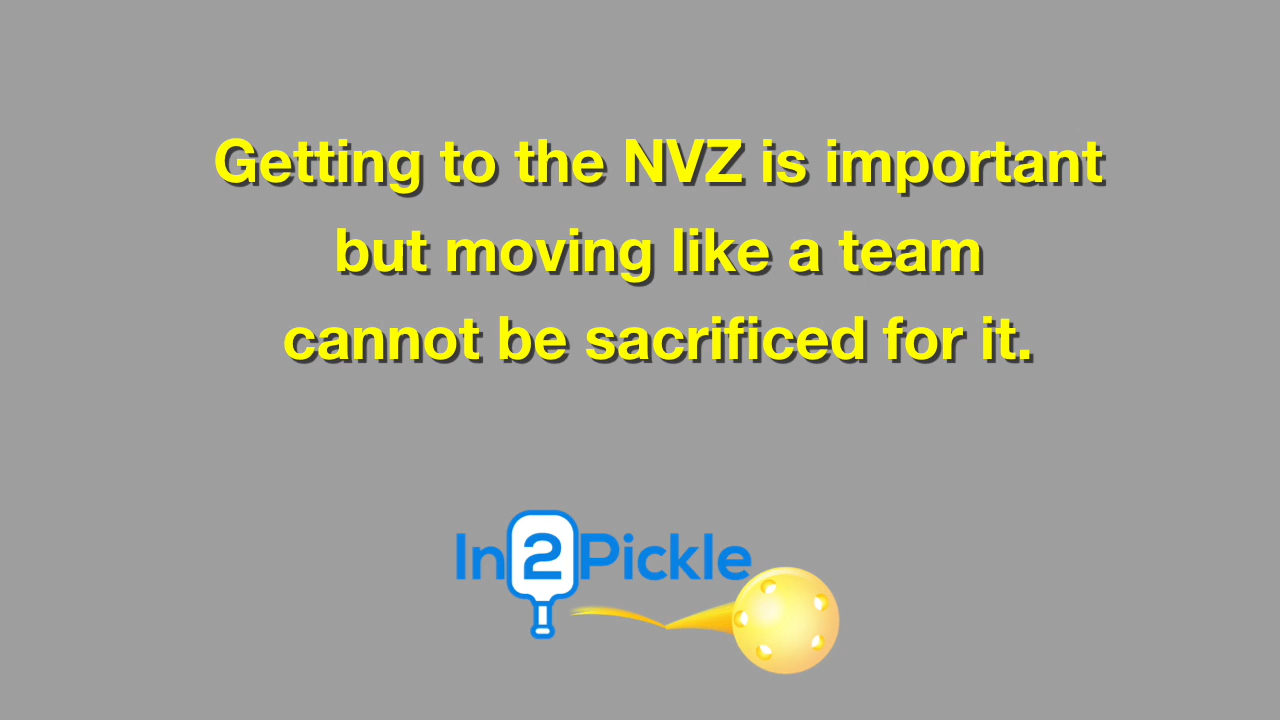 Getting to the NVZ is important
but moving like a team
cannot be sacrificed for it.
In2Pickle